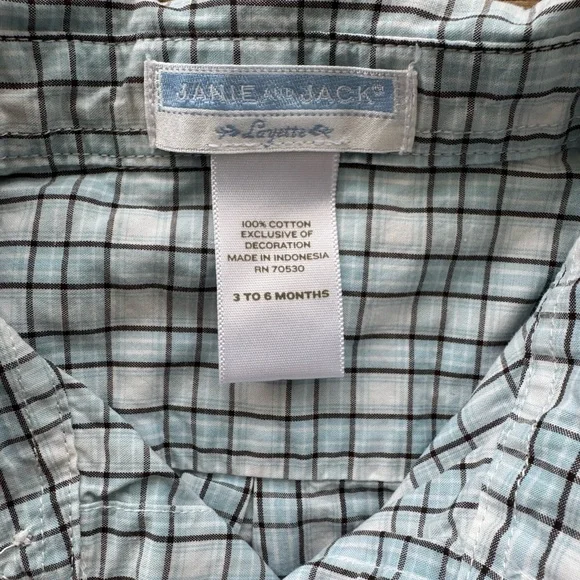 JANIE AND JACK®
Layette
100% COTTON
EXCLUSIVE OF
DECORATION
MADE IN INDONESIA
RN 70530
3 TO 6 MONTHS